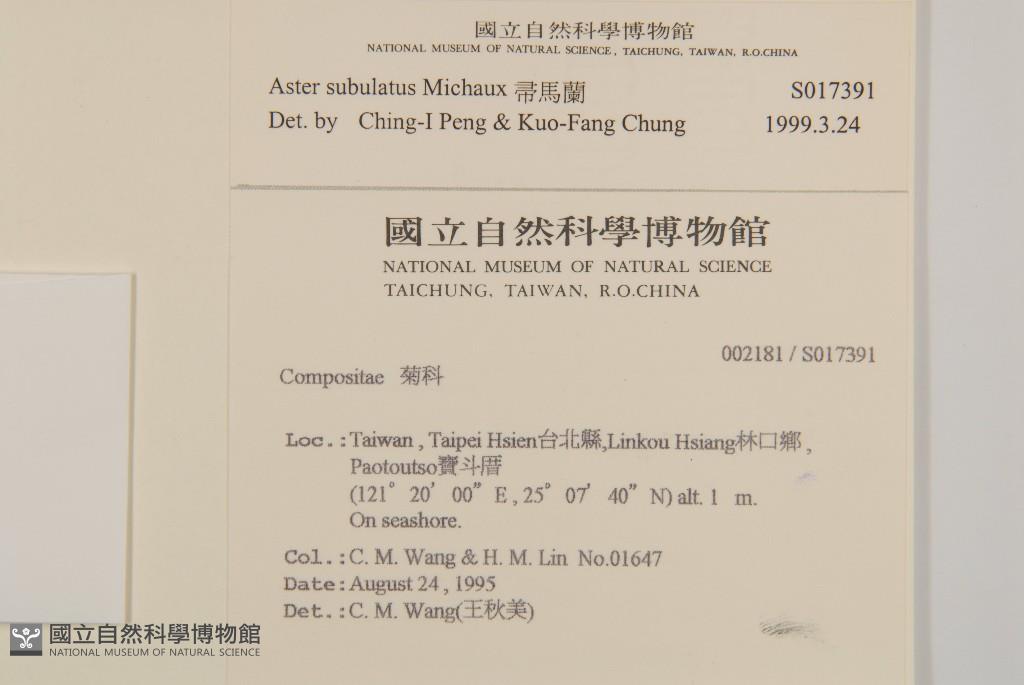 國立自然科學博物館
NATIONAL MUSEUM OF NATURAL SCIENCE, TAICHUNG, TAIWAN, R.O.CHINA
Aster subulatus Michaux 帚馬蘭 S017391
Det. by Ching-I Peng & Kuo-Fang Chung 1999.3.24
國立自然科學博物館
NATIONAL MUSEUM OF NATURAL SCIENCE
TAICHUNG, TAIWAN, R.O.CHINA
002181 / S017391
Compositae 菊科
Loc.:Taiwan , Taipei Hsien台北縣,Linkou Hsiang林口鄉 ,
Paotoutso寶斗厝
(121° 20′ 00″ E , 25° 07′ 40″ N) alt. 1 m.
On seashore.
Col.:C. M. Wang & H. M. Lin No.01647
Date:August 24 , 1995
Det.:C. M. Wang(王秋美)
國立自然科學博物館
NATIONAL MUSEUM OF NATURAL SCIENCE